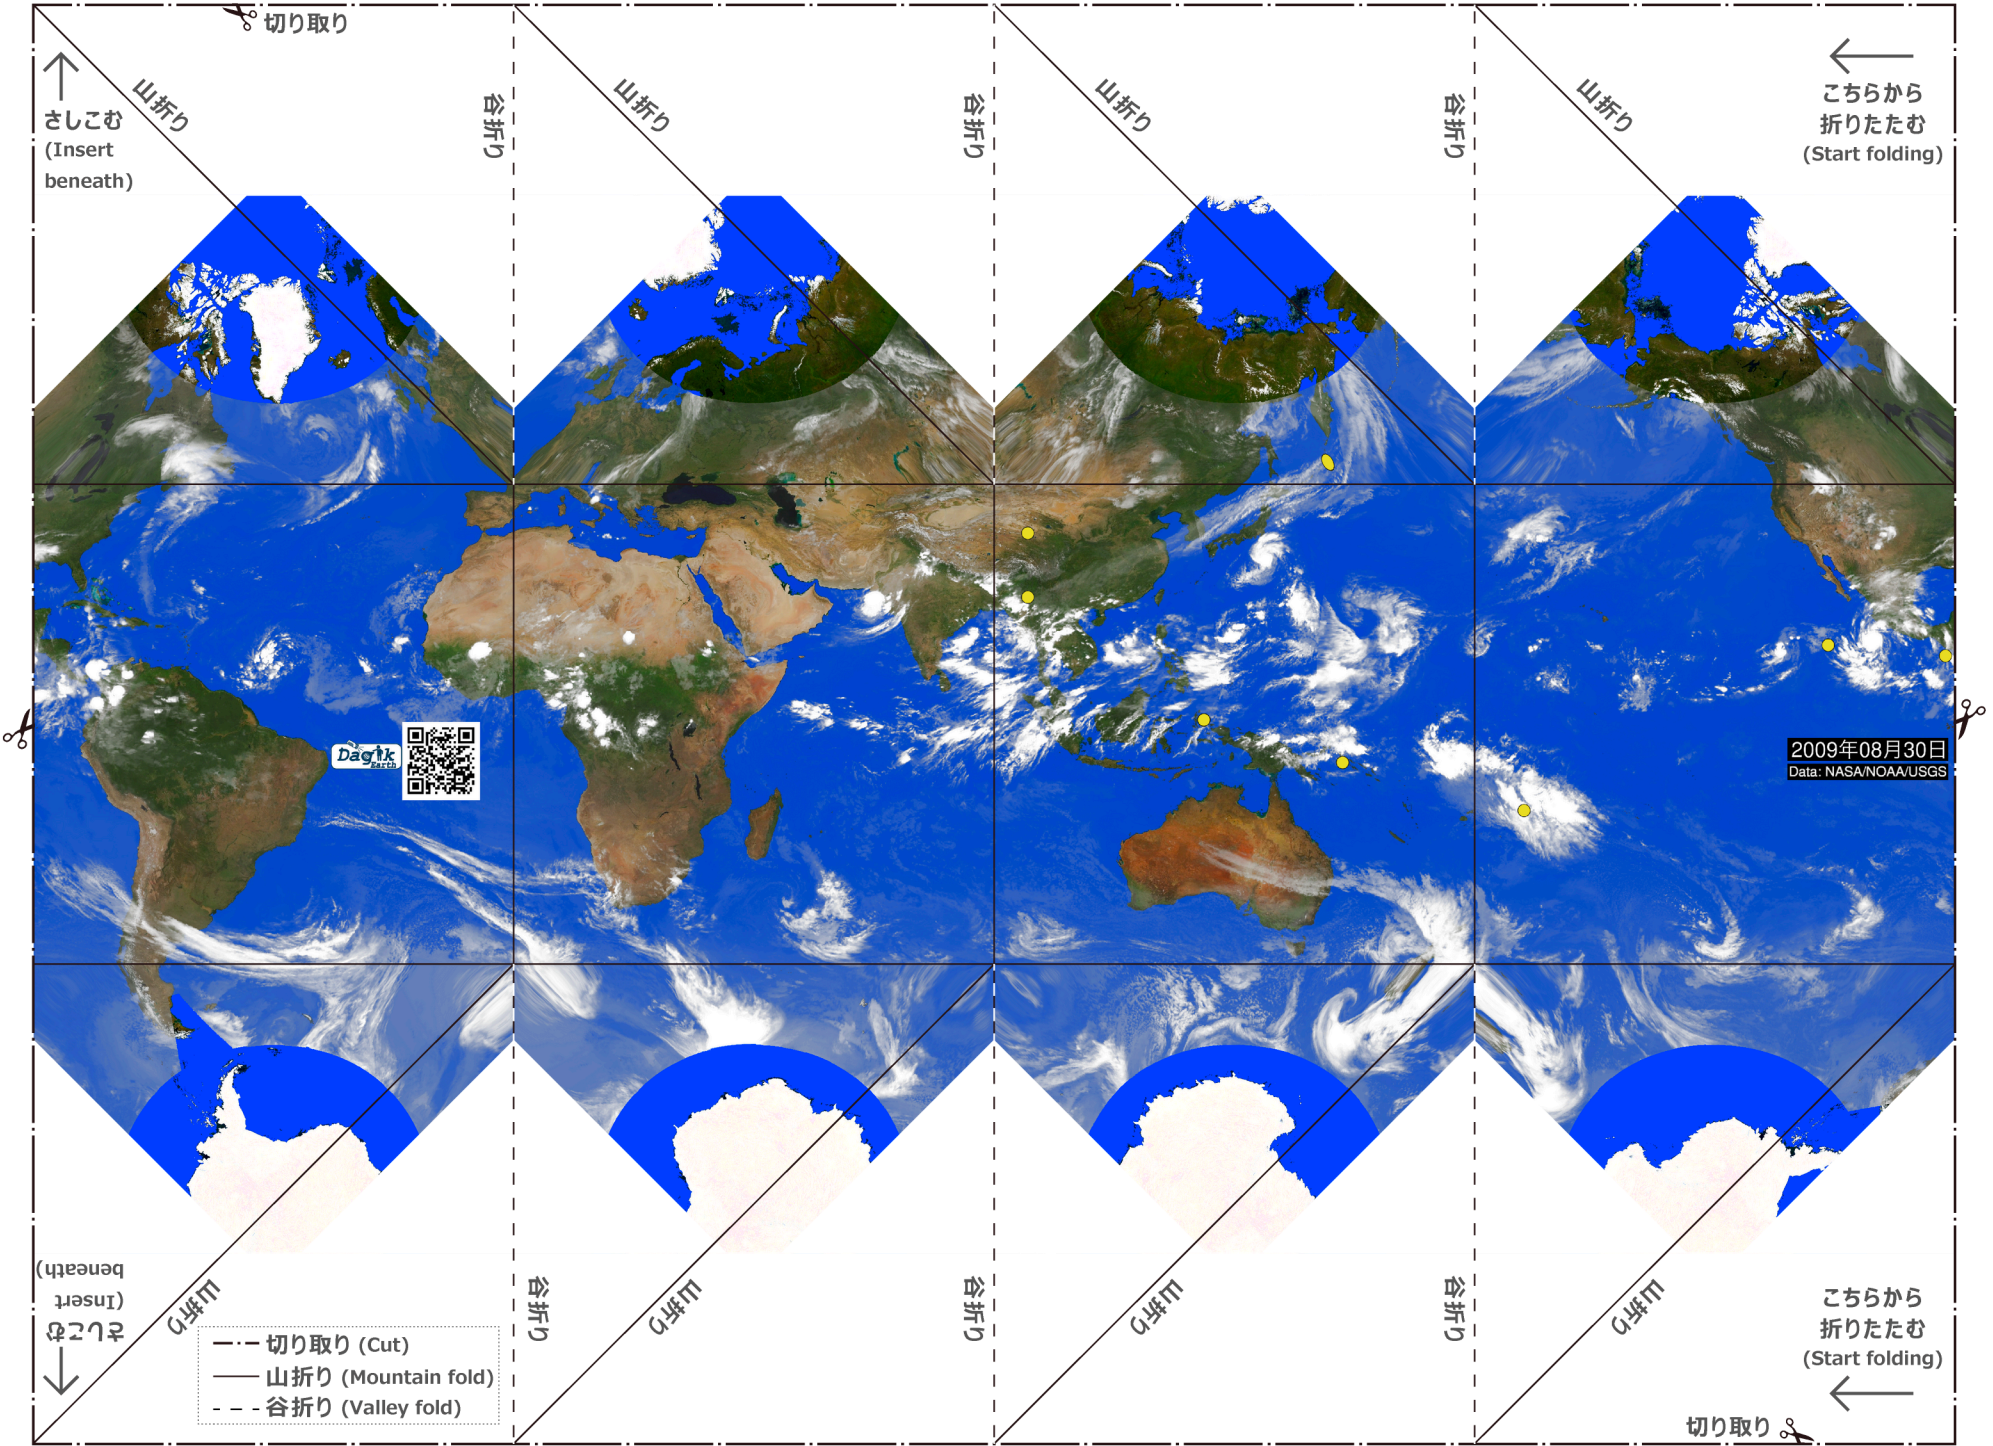 切り取り
さしこむ
(Insert
beneath)
山折り
谷折り
山折り
谷折り
山折り
谷折り
山折り
こちらから
折りたたむ
(Start folding)
Dagik
Earth
2009年08月30日
Data: NASA/NOAA/USGS
さしこむ
(Insert
beneath)
山折り
谷折り
山折り
谷折り
山折り
谷折り
山折り
こちらから
折りたたむ
(Start folding)
切り取り (Cut)
山折り (Mountain fold)
谷折り (Valley fold)
切り取り